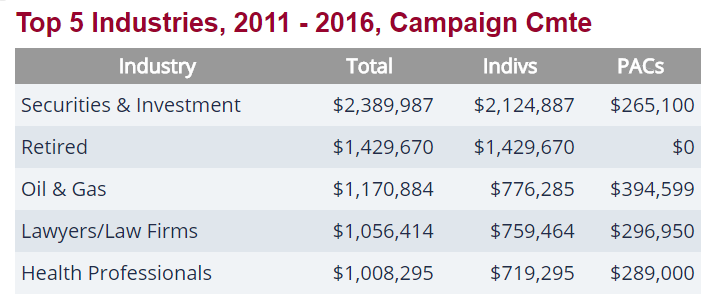 Top 5 Industries, 2011 - 2016, Campaign Cmte
Industry Total Indivs PACs
Securities & Investment $2,389,987 $2,124,887 $265,100
Retired $1,429,670 $1,429,670 $0
Oil & Gas $1,170,884 $776,285 $394,599
Lawyers/Law Firms $1,056,414 $759,464 $296,950
Health Professionals $1,008,295 $719,295 $289,000